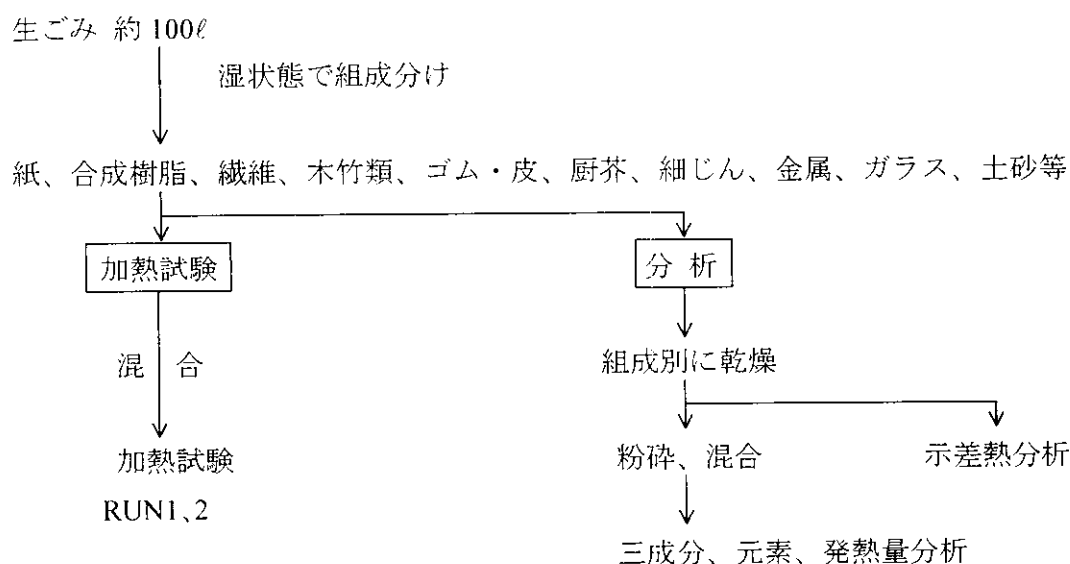 生ごみ 約 100ℓ
湿状態で組成分け
紙、合成樹脂、繊維、木竹類、ゴム・皮、厨芥、細じん、金属、ガラス、土砂等
加熱試験
分 析
混 合
組成別に乾燥
加熱試験
粉砕、混合
示差熱分析
RUN1、2
三成分、元素、発熱量分析